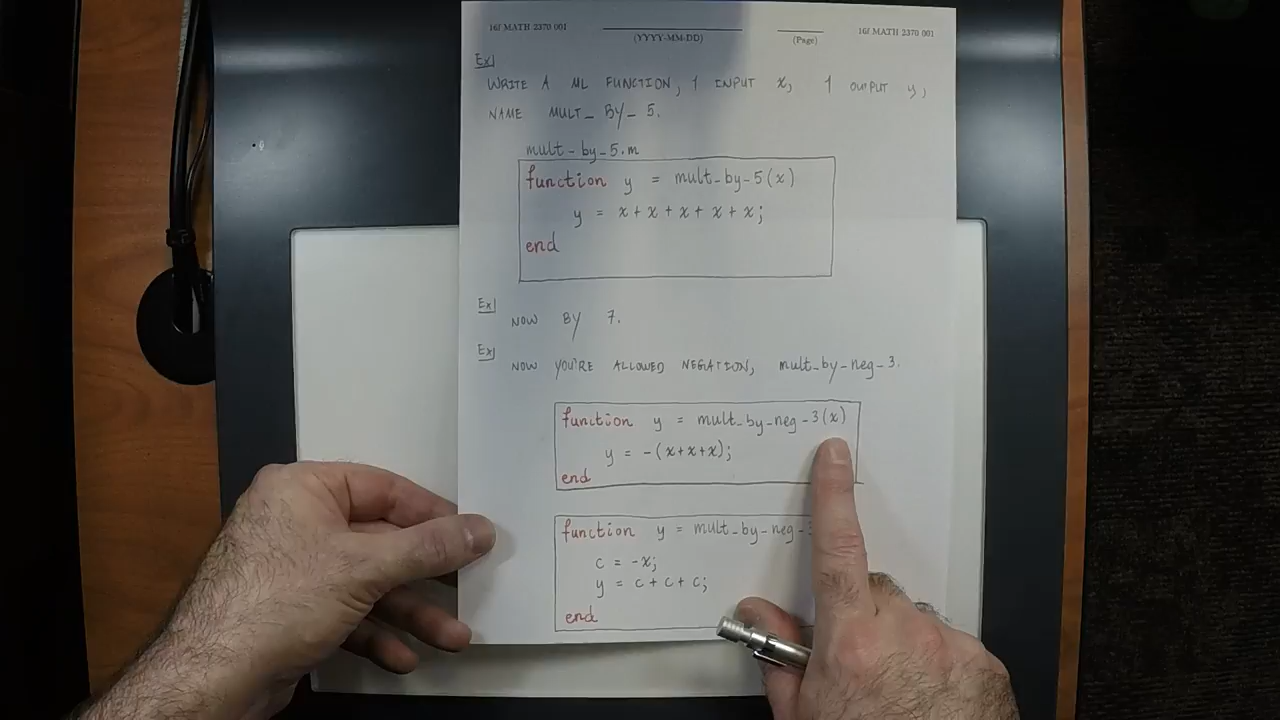 16f MATH 2370 001 (YYYY-MM-DD) (Page) 16f MATH 2370 001
Ex
WRITE A ML FUNCTION, 1 INPUT x, 1 OUTPUT y,
NAME MULT_BY_5.
mult_by_5.m
function y = mult_by_5(x)
y = x+x+x+x+x;
end
Ex
NOW BY 7.
Ex
NOW YOU'RE ALLOWED NEGATION, mult_by_neg_3.
function y = mult_by_neg_3(x)
y = -(x+x+x);
end
function y = mult_by_neg_3
c = -x;
y = c+c+c;
end